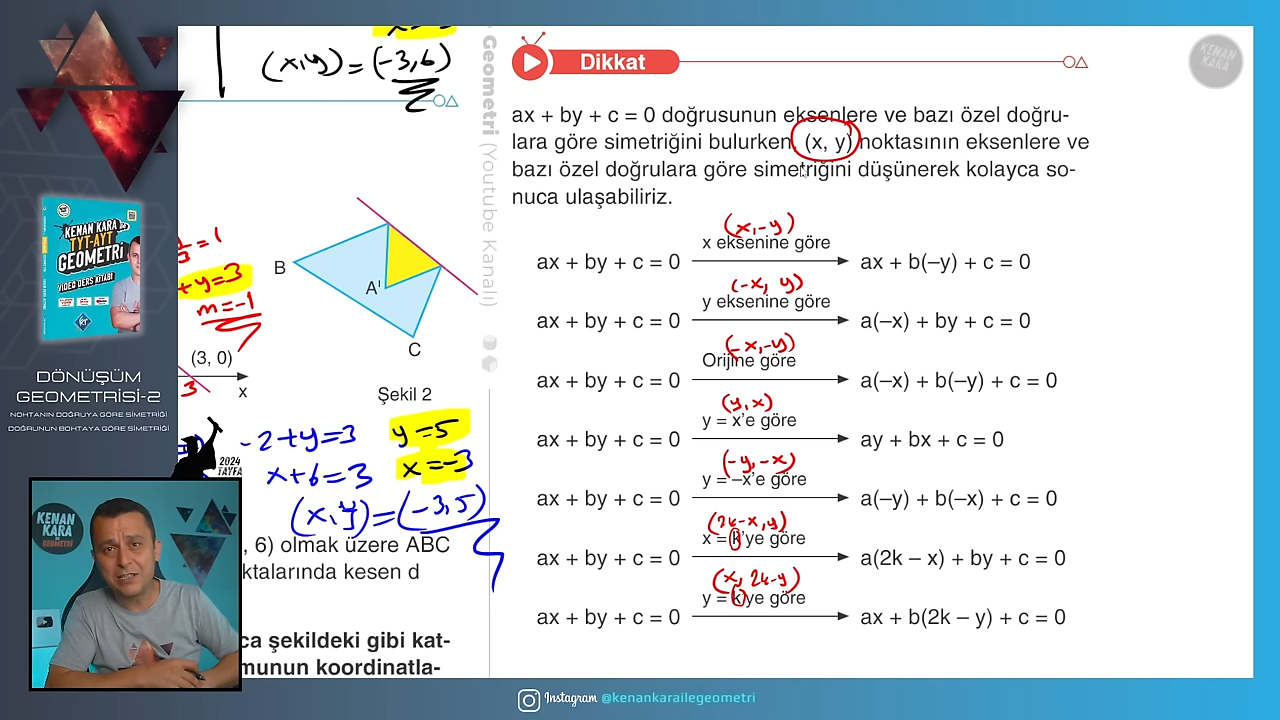 KENAN KARA
TYT-AYT
GEOMETRİ
VİDEO DERS KİTABI
DÖNÜŞÜM
GEOMETRİSİ-2
NOKTANIN DOĞRUYA GÖRE SİMETRİĞİ
DOĞRUNUN NOKTAYA GÖRE SİMETRİĞİ
2024
TAYFA
KENAN
KARA
GEOMETRİ
(x,y) = (-3,6)
+ y = 3
m = -1
(3, 0)
3
x
B
A'
C
Şekil 2
-2+y=3
y=5
x+6=3
x=-3
(x,y)=(-3,5)
, 6) olmak üzere ABC
ktalarında kesen d
ca şekildeki gibi kat-
munun koordinatla-
Geometri (Youtube Kanalı)
Dikkat
KENAN
KARA
ax + by + c = 0 doğrusunun eksenlere ve bazı özel doğru-
lara göre simetriğini bulurken, (x, y) noktasının eksenlere ve
bazı özel doğrulara göre simetriğini düşünerek kolayca so-
nuca ulaşabiliriz.
(x,-y)
x eksenine göre
ax + by + c = 0 ax + b(–y) + c = 0
(-x, y)
y eksenine göre
ax + by + c = 0 a(–x) + by + c = 0
(-x,-y)
Orijine göre
ax + by + c = 0 a(–x) + b(–y) + c = 0
(y,x)
y = x'e göre
ax + by + c = 0 ay + bx + c = 0
(-y,-x)
y = –x'e göre
ax + by + c = 0 a(–y) + b(–x) + c = 0
(2k-x,y)
x = k'ye göre
ax + by + c = 0 a(2k – x) + by + c = 0
(x, 2k-y)
y = k'ye göre
ax + by + c = 0 ax + b(2k – y) + c = 0
Instagram @kenankarailegeometri